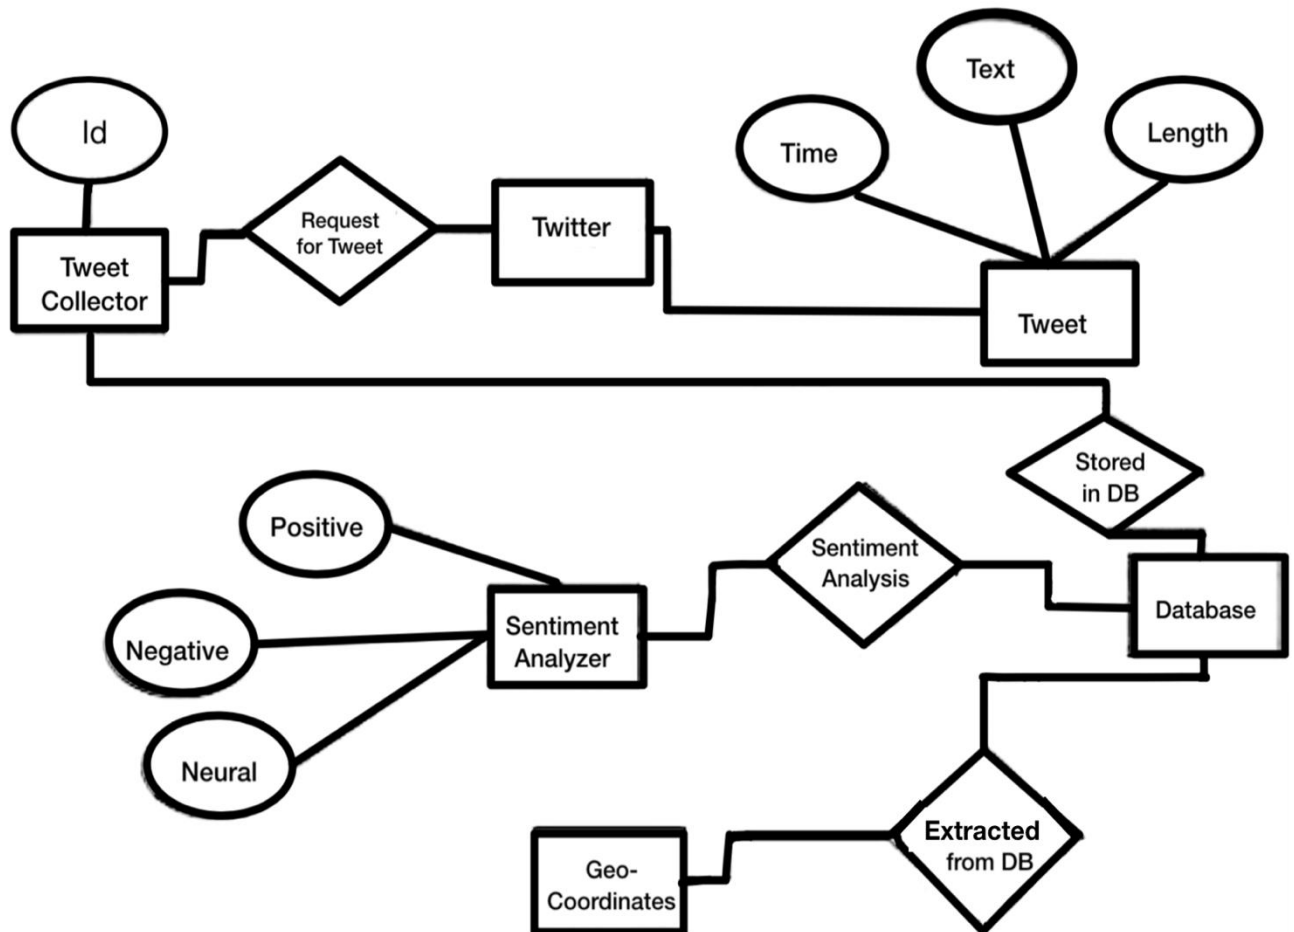 Text
Id
Time
Length
Request
for Tweet
Twitter
Tweet
Collector
Tweet
Stored
in DB
Positive
Sentiment
Analysis
Database
Negative
Sentiment
Analyzer
Neural
Extracted
from DB
Geo-
Coordinates